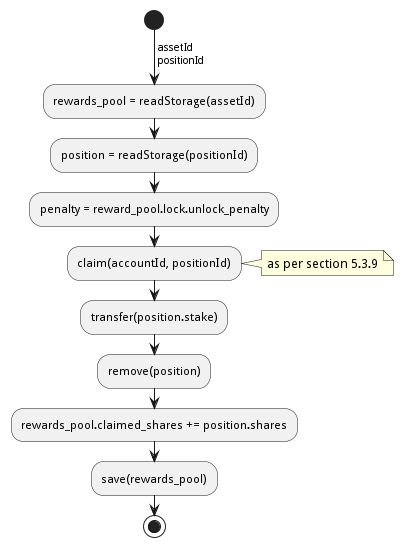 assetId
positionId
rewards_pool = readStorage(assetId)
position = readStorage(positionId)
penalty = reward_pool.lock.unlock_penalty
claim(accountId, positionId)
as per section 5.3.9
transfer(position.stake)
remove(position)
rewards_pool.claimed_shares += position.shares
save(rewards_pool)